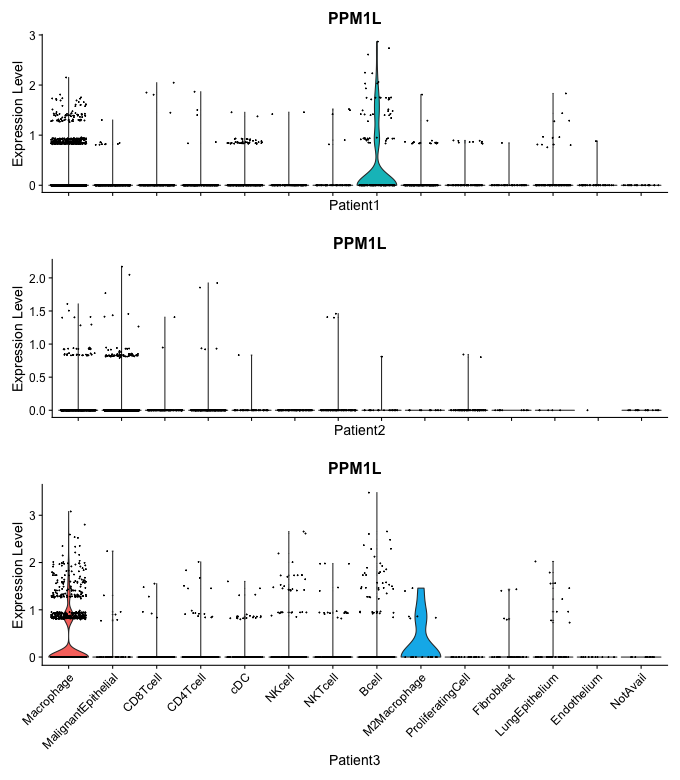 PPM1L
Expression Level
3
2
1
0
Patient1
PPM1L
Expression Level
2.0
1.5
1.0
0.5
0.0
Patient2
PPM1L
Expression Level
3
2
1
0
Macrophage
MalignantEpithelial
CD8Tcell
CD4Tcell
cDC
NKcell
NKTcell
Bcell
M2Macrophage
ProliferatingCell
Fibroblast
LungEpithelium
Endothelium
NotAvail
Patient3